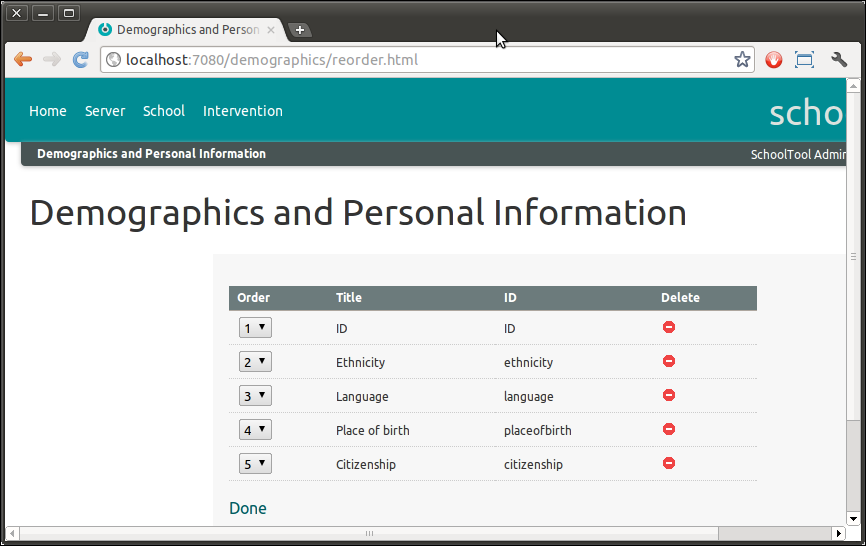 Demographics and Person
localhost:7080/demographics/reorder.html
Home Server School Intervention scho
Demographics and Personal Information SchoolTool Admin
Demographics and Personal Information
Order Title ID Delete
1 ID ID
2 Ethnicity ethnicity
3 Language language
4 Place of birth placeofbirth
5 Citizenship citizenship
Done